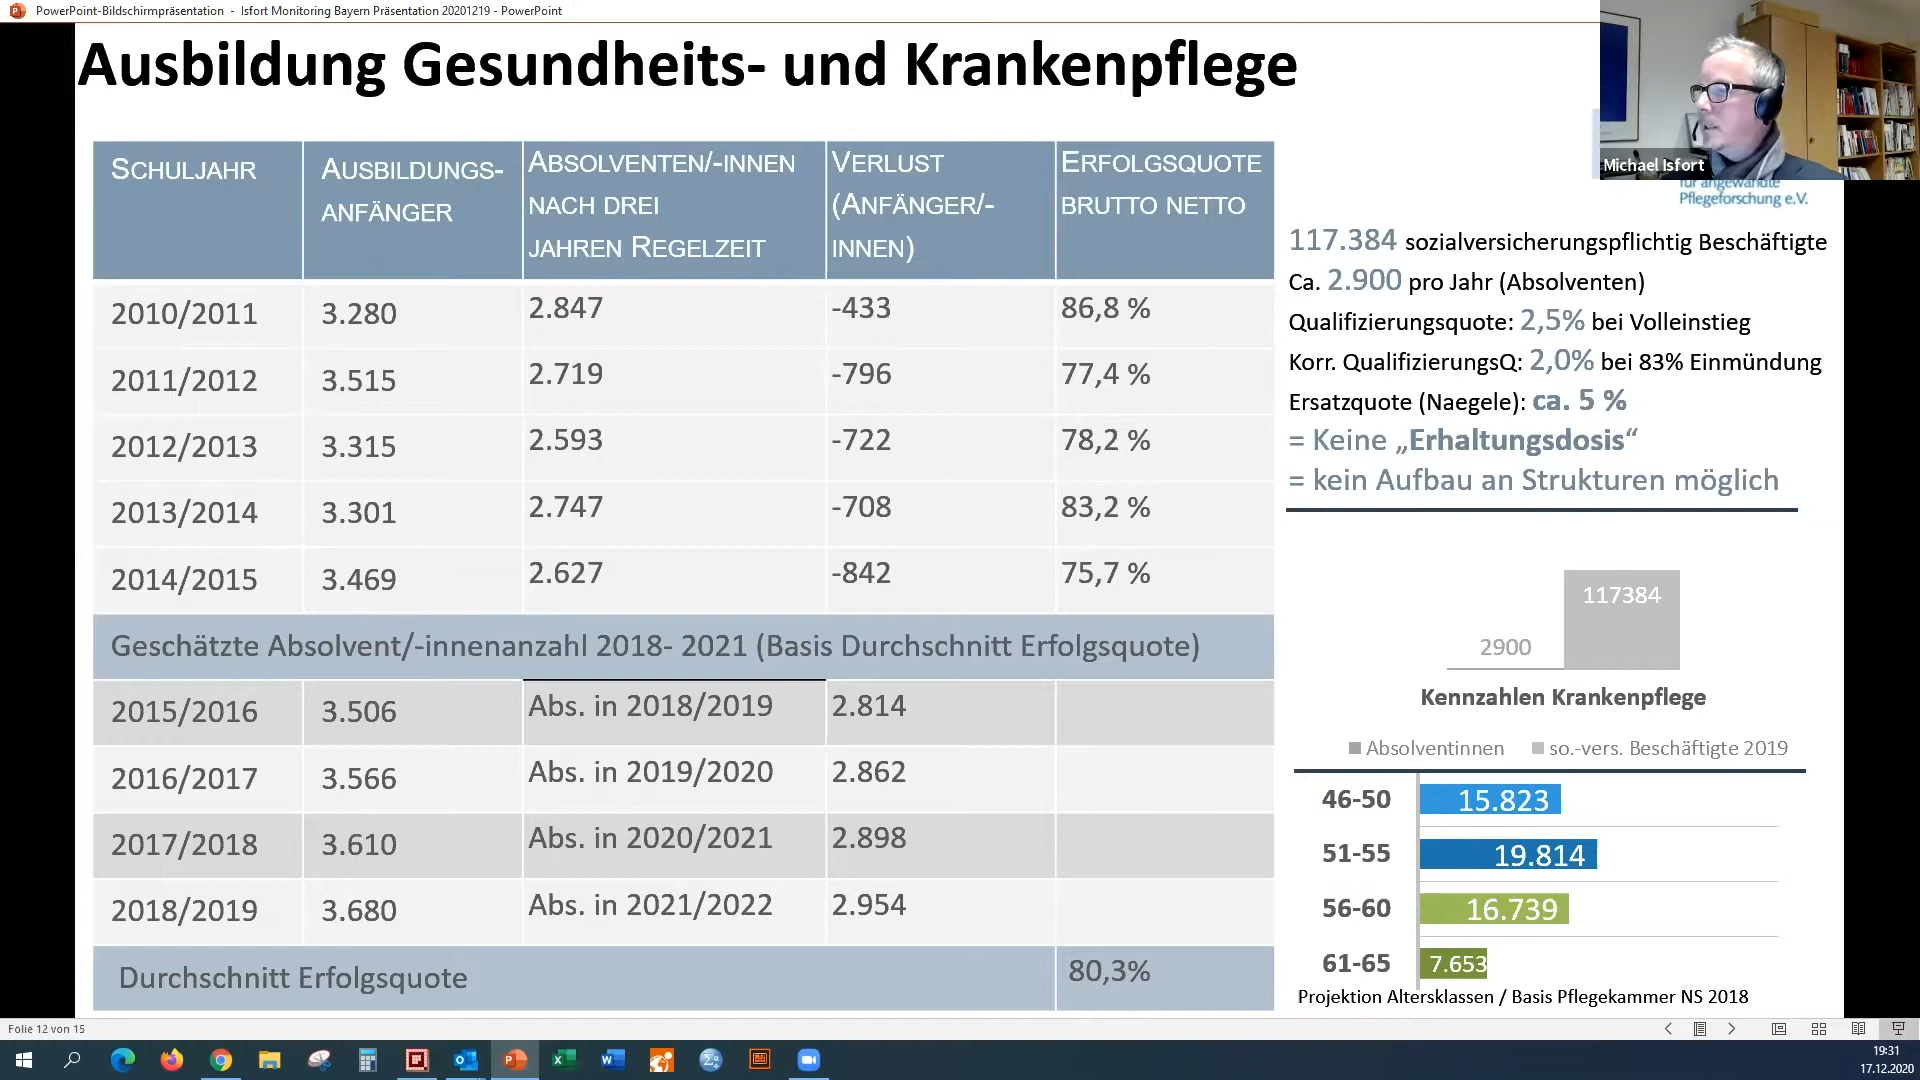 PowerPoint-Bildschirmpräsentation - Isfort Monitoring Bayern Präsentation 20201219 - PowerPoint
Ausbildung Gesundheits- und Krankenpflege
Michael Isfort
für angewandte
Pflegeforschung e.V.
SCHULJAHR
AUSBILDUNGS-
ANFÄNGER
ABSOLVENTEN/-INNEN
NACH DREI
JAHREN REGELZEIT
VERLUST
(ANFÄNGER/-
INNEN)
ERFOLGSQUOTE
BRUTTO NETTO
2010/2011 3.280 2.847 -433 86,8 %
2011/2012 3.515 2.719 -796 77,4 %
2012/2013 3.315 2.593 -722 78,2 %
2013/2014 3.301 2.747 -708 83,2 %
2014/2015 3.469 2.627 -842 75,7 %
Geschätzte Absolvent/-innenanzahl 2018- 2021 (Basis Durchschnitt Erfolgsquote)
2015/2016 3.506 Abs. in 2018/2019 2.814
2016/2017 3.566 Abs. in 2019/2020 2.862
2017/2018 3.610 Abs. in 2020/2021 2.898
2018/2019 3.680 Abs. in 2021/2022 2.954
Durchschnitt Erfolgsquote 80,3%
117.384 sozialversicherungspflichtig Beschäftigte
Ca. 2.900 pro Jahr (Absolventen)
Qualifizierungsquote: 2,5% bei Volleinstieg
Korr. QualifizierungsQ: 2,0% bei 83% Einmündung
Ersatzquote (Naegele): ca. 5 %
= Keine „Erhaltungsdosis“
= kein Aufbau an Strukturen möglich
117384
2900
Kennzahlen Krankenpflege
Absolventinnen so.-vers. Beschäftigte 2019
46-50 15.823
51-55 19.814
56-60 16.739
61-65 7.653
Projektion Altersklassen / Basis Pflegekammer NS 2018
Folie 12 von 15
19:31
17.12.2020